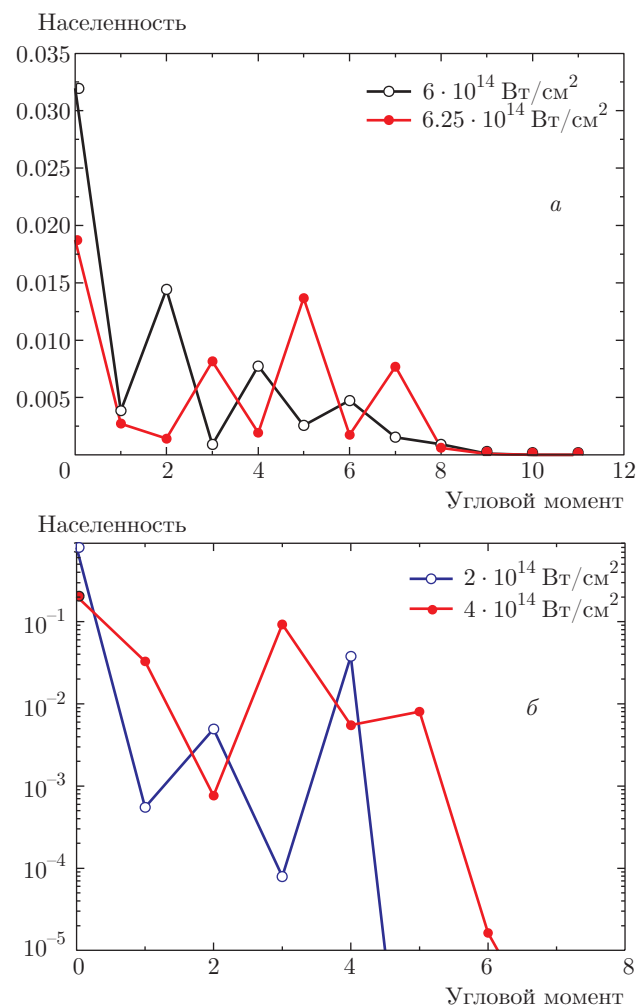 Населенность
0.035
0.030
0.025
0.020
0.015
0.010
0.005
6 · 10^14 Вт/см^2
6.25 · 10^14 Вт/см^2
а
0 2 4 6 8 10 12
Угловой момент
Населенность
10^−1
10^−2
10^−3
10^−4
10^−5
2 · 10^14 Вт/см^2
4 · 10^14 Вт/см^2
б
0 2 4 6 8
Угловой момент